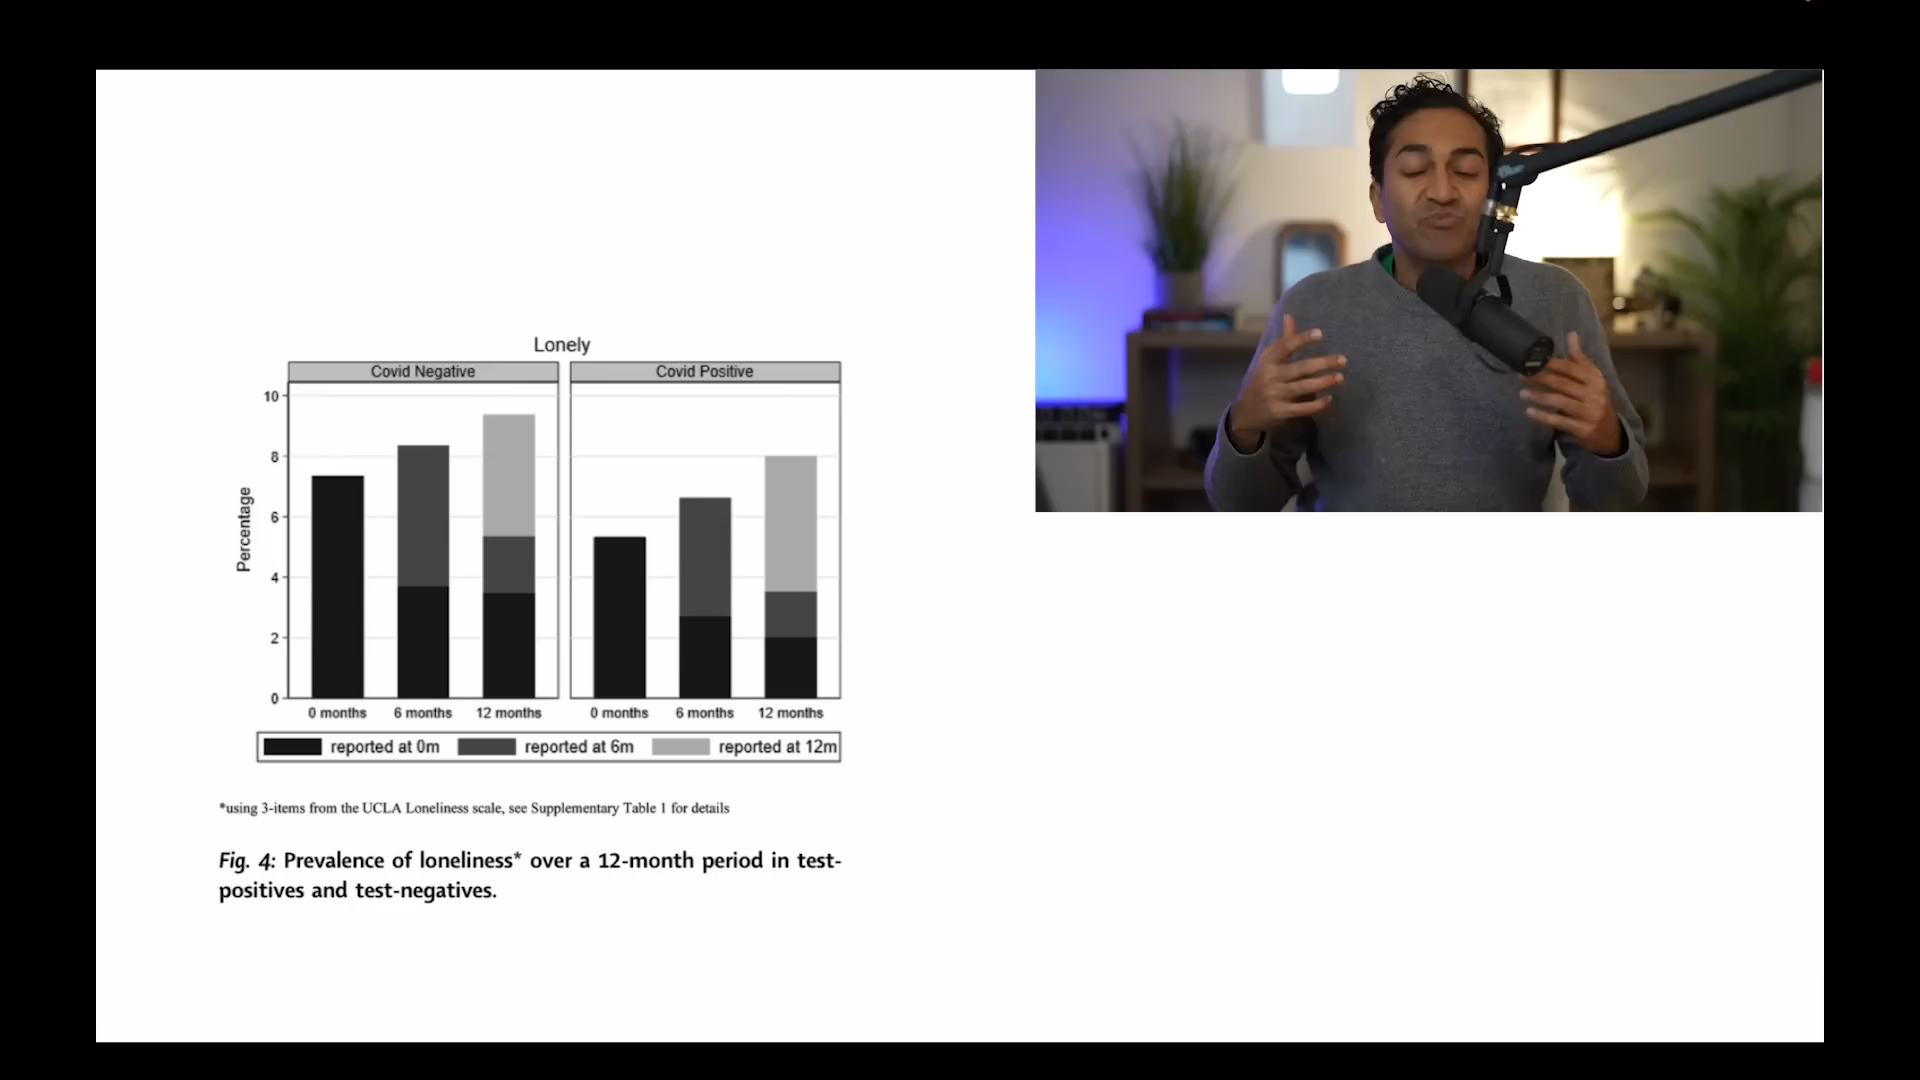 Lonely
Covid Negative
Covid Positive
Percentage
10
8
6
4
2
0
0 months 6 months 12 months
0 months 6 months 12 months
reported at 0m reported at 6m reported at 12m
*using 3-items from the UCLA Loneliness scale, see Supplementary Table 1 for details
Fig. 4: Prevalence of loneliness* over a 12-month period in test-
positives and test-negatives.
Blue